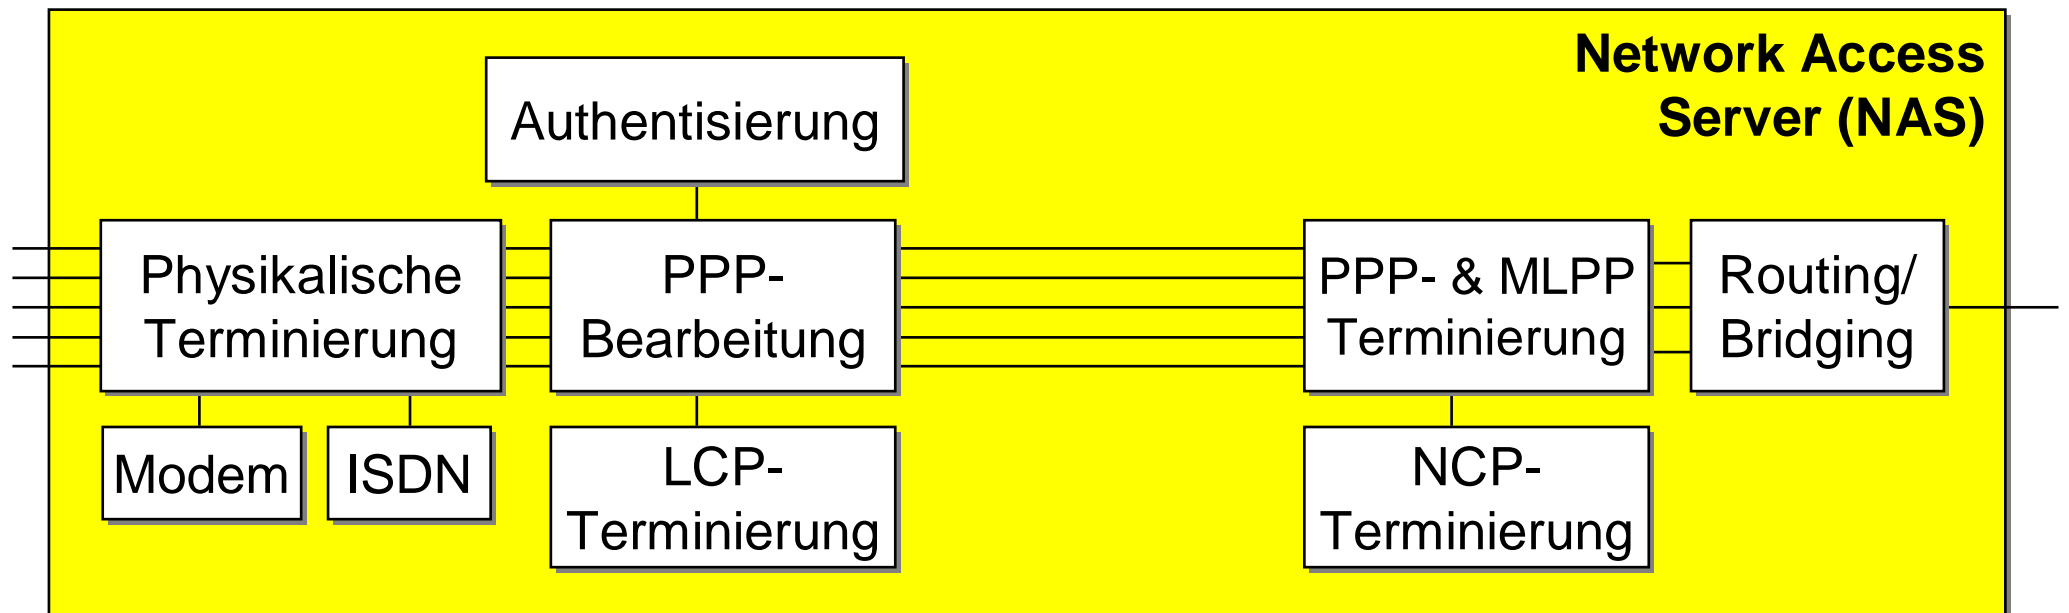 Network Access
Server (NAS)
Authentisierung
Physikalische
Terminierung
PPP-
Bearbeitung
PPP- & MLPP
Terminierung
Routing/
Bridging
Modem
ISDN
LCP-
Terminierung
NCP-
Terminierung